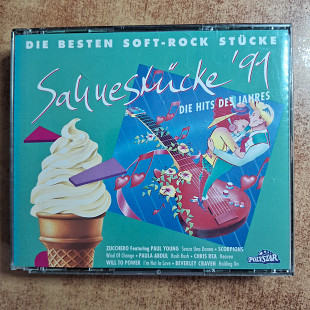 DIE BESTEN SOFT-ROCK STÜCKE
Sahnestücke '91
DIE HITS DES JAHRES
ZUCCHERO Featuring PAUL YOUNG Senza Una Donna • SCORPIONS
Wind Of Change • PAULA ABDUL Rush Rush • CHRIS REA Heaven
WILL TO POWER I'm Not In Love • BEVERLEY CRAVEN Holding On
POLYSTAR